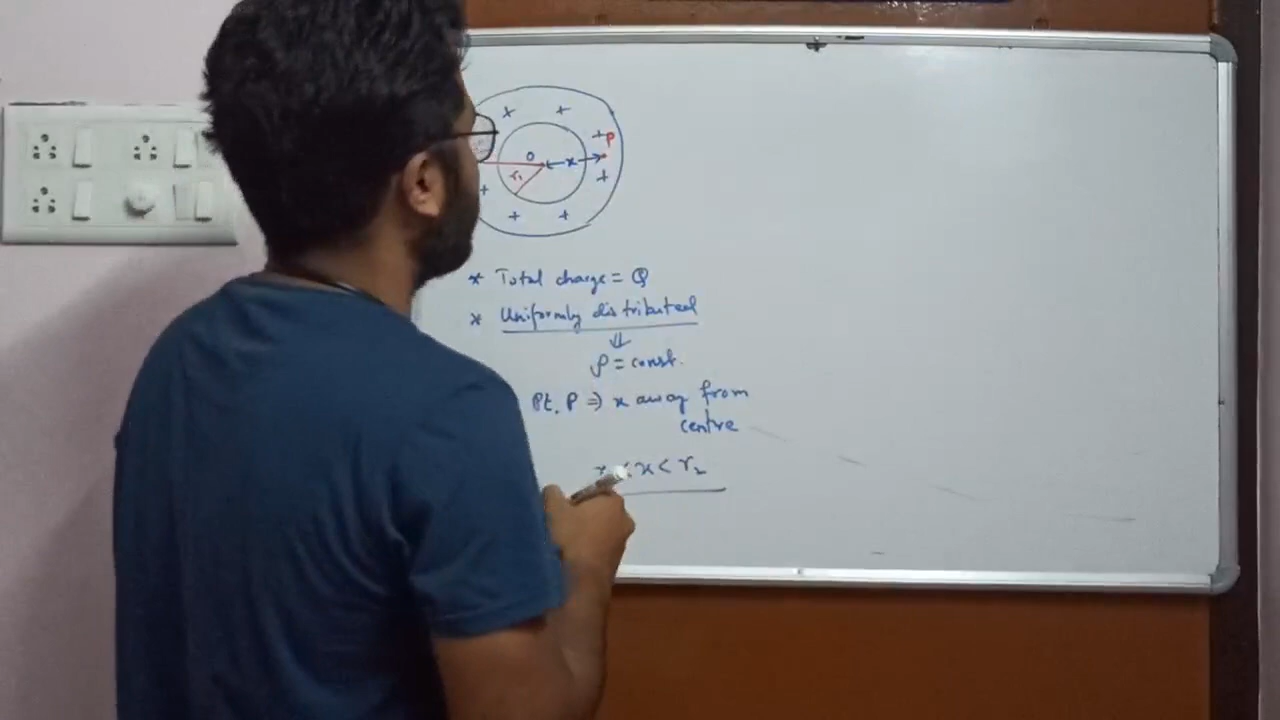 + +
+ P
O x
r₁
+ +
+ +
* Total charge = Q
* Uniformly distributed
⇓
ρ = const.
Pt. P ⇒ x away from
centre
< x < r₂